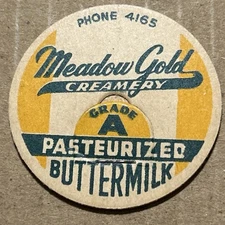 PHONE 4165
Meadow Gold
CREAMERY
GRADE
A
PASTEURIZED
BUTTERMILK